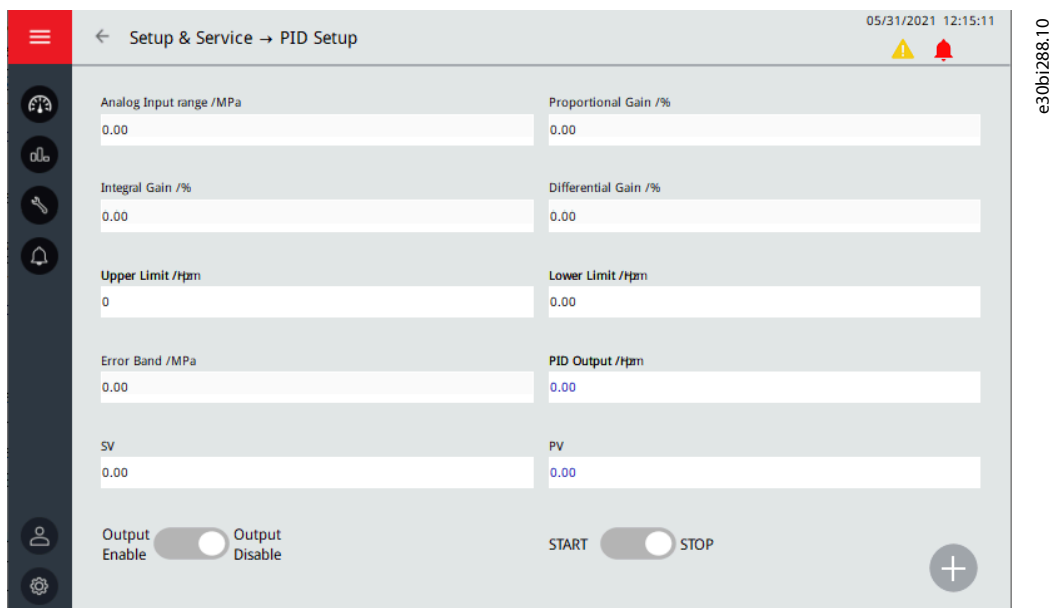 05/31/2021 12:15:11
Setup & Service → PID Setup
Analog Input range /MPa
Proportional Gain /%
0.00
0.00
Integral Gain /%
Differential Gain /%
0.00
0.00
Upper Limit /
Lower Limit /
0
0.00
Error Band /MPa
PID Output /
0.00
0.00
SV
PV
0.00
0.00
Output Enable
Output Disable
START
STOP
e30bi288.10